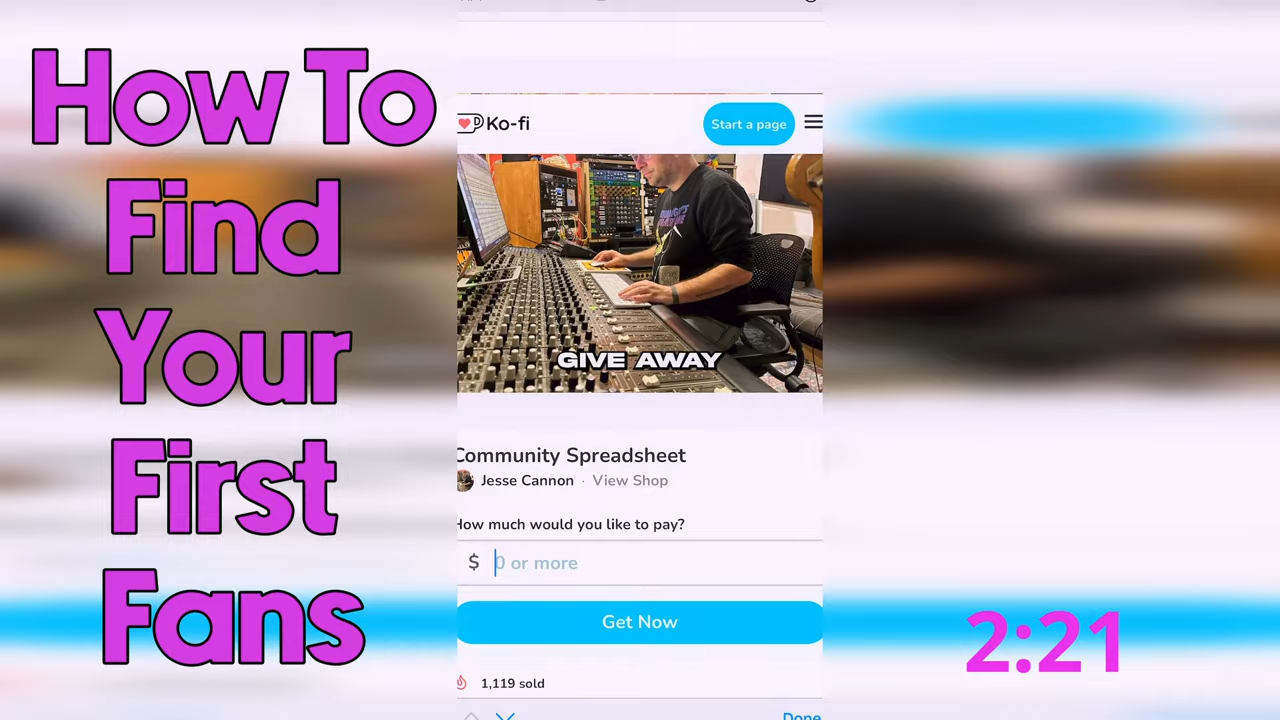 How To
Find
Your
First
Fans
Ko-fi
Start a page
GIVE AWAY
Community Spreadsheet
Jesse Cannon · View Shop
How much would you like to pay?
$ 0 or more
Get Now
1,119 sold
Done
2:21